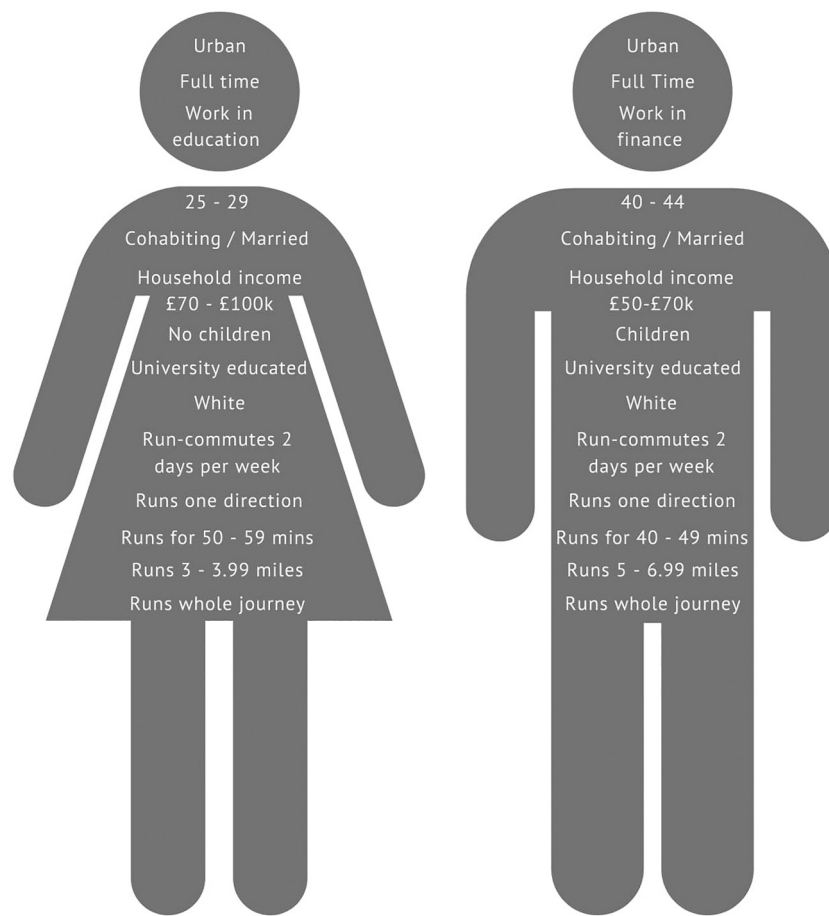 Urban
Full time
Work in
education
25 - 29
Cohabiting / Married
Household income
£70 - £100k
No children
University educated
White
Run-commutes 2
days per week
Runs one direction
Runs for 50 - 59 mins
Runs 3 - 3.99 miles
Runs whole journey
Urban
Full Time
Work in
finance
40 - 44
Cohabiting / Married
Household income
£50-£70k
Children
University educated
White
Run-commutes 2
days per week
Runs one direction
Runs for 40 - 49 mins
Runs 5 - 6.99 miles
Runs whole journey